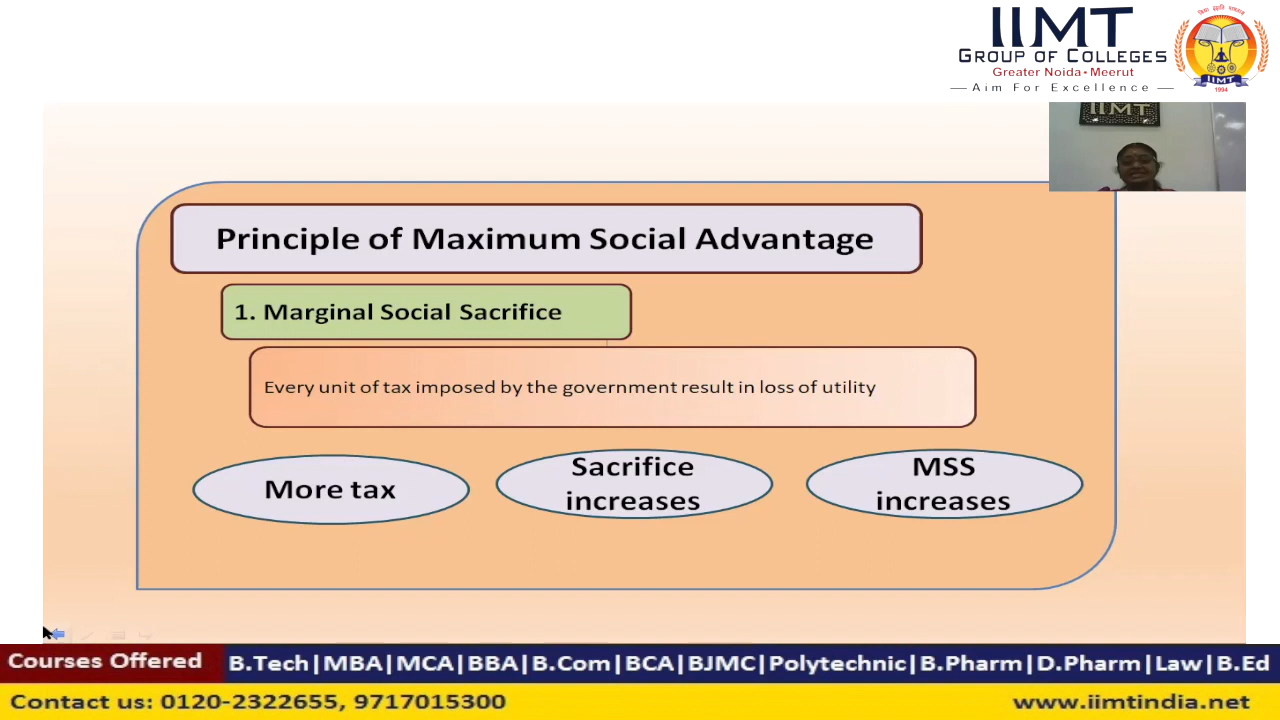 IIMT
GROUP OF COLLEGES
Greater Noida • Meerut
— Aim For Excellence —
IIMT
1994
IIMT
Principle of Maximum Social Advantage
1. Marginal Social Sacrifice
Every unit of tax imposed by the government result in loss of utility
More tax
Sacrifice
increases
MSS
increases
Courses Offered B.Tech|MBA|MCA|BBA|B.Com|BCA|BJMC|Polytechnic|B.Pharm|D.Pharm|Law|B.Ed
Contact us: 0120-2322655, 9717015300 www.iimtindia.net